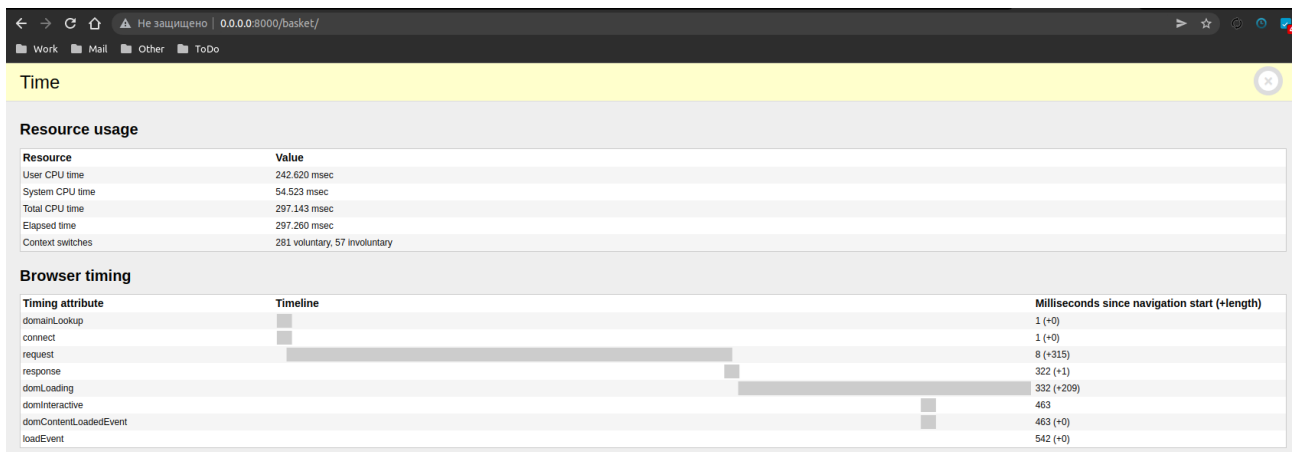 Не защищено | 0.0.0.0:8000/basket/
Work Mail Other ToDo
Time
Resource usage
Resource Value
User CPU time 242.620 msec
System CPU time 54.523 msec
Total CPU time 297.143 msec
Elapsed time 297.260 msec
Context switches 281 voluntary, 57 involuntary
Browser timing
Timing attribute Timeline Milliseconds since navigation start (+length)
domainLookup 1 (+0)
connect 1 (+0)
request 8 (+315)
response 322 (+1)
domLoading 332 (+209)
domInteractive 463
domContentLoadedEvent 463 (+0)
loadEvent 542 (+0)